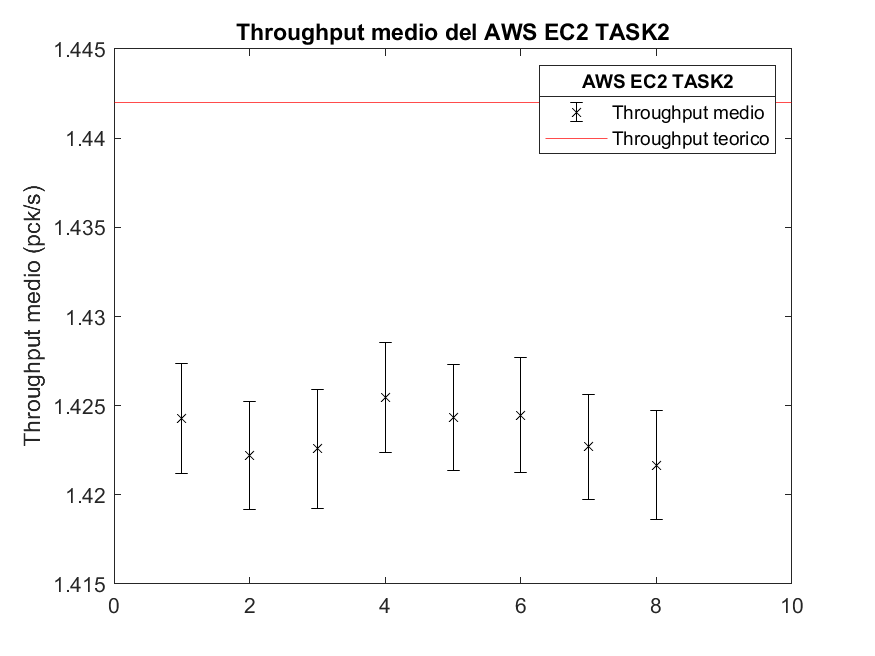 Throughput medio del AWS EC2 TASK2
1.445
1.44
1.435
1.43
1.425
1.42
1.415
Throughput medio (pck/s)
AWS EC2 TASK2
Throughput medio
Throughput teorico
0 2 4 6 8 10